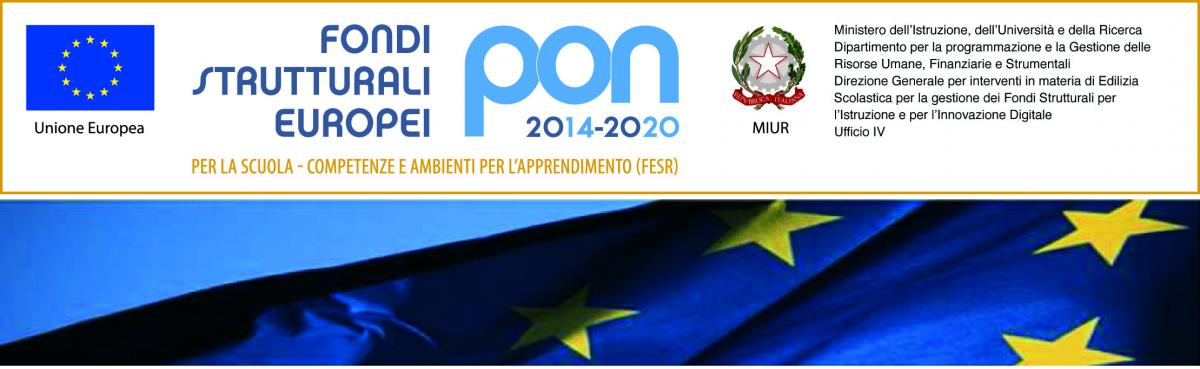 Unione Europea
FONDI
STRUTTURALI
EUROPEI
pon
2014-2020
PER LA SCUOLA - COMPETENZE E AMBIENTI PER L'APPRENDIMENTO (FESR)
REPVBBLICA ITALIANA
MIUR
Ministero dell'Istruzione, dell'Università e della Ricerca
Dipartimento per la programmazione e la Gestione delle
Risorse Umane, Finanziarie e Strumentali
Direzione Generale per interventi in materia di Edilizia
Scolastica per la gestione dei Fondi Strutturali per
l'Istruzione e per l'Innovazione Digitale
Ufficio IV